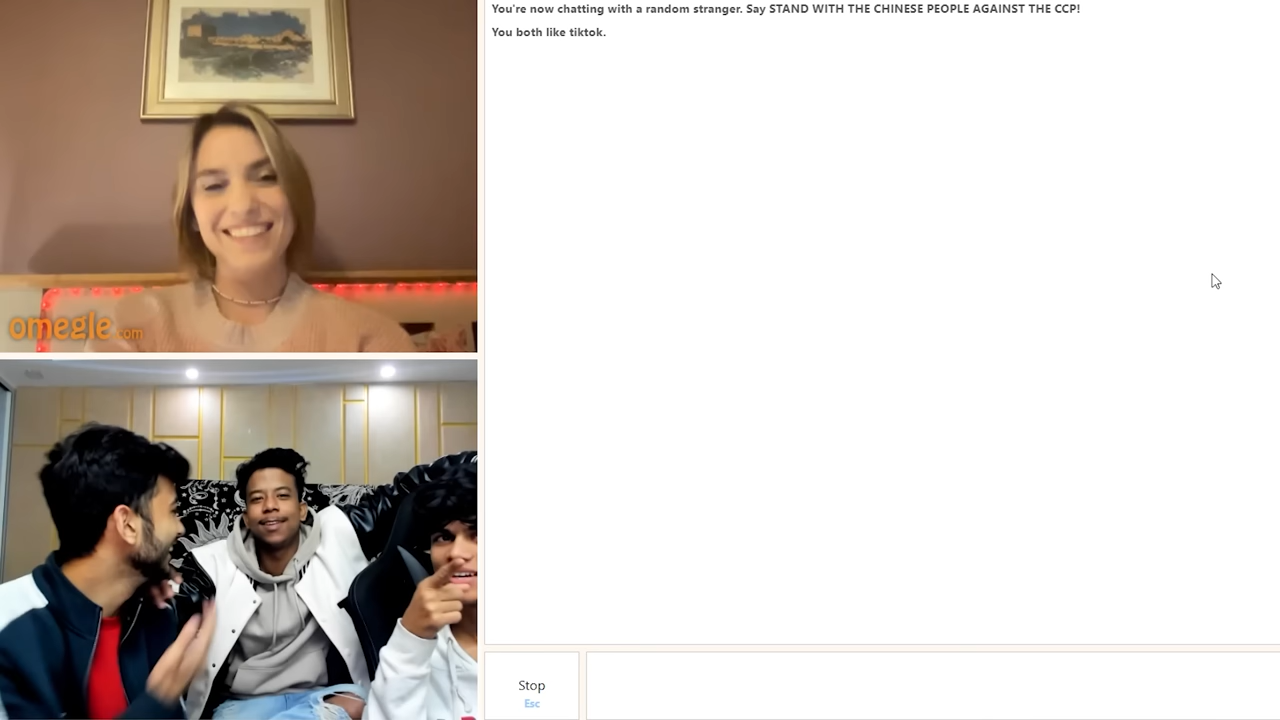 You're now chatting with a random stranger. Say STAND WITH THE CHINESE PEOPLE AGAINST THE CCP!
You both like tiktok.
omegle.com
Stop
Esc